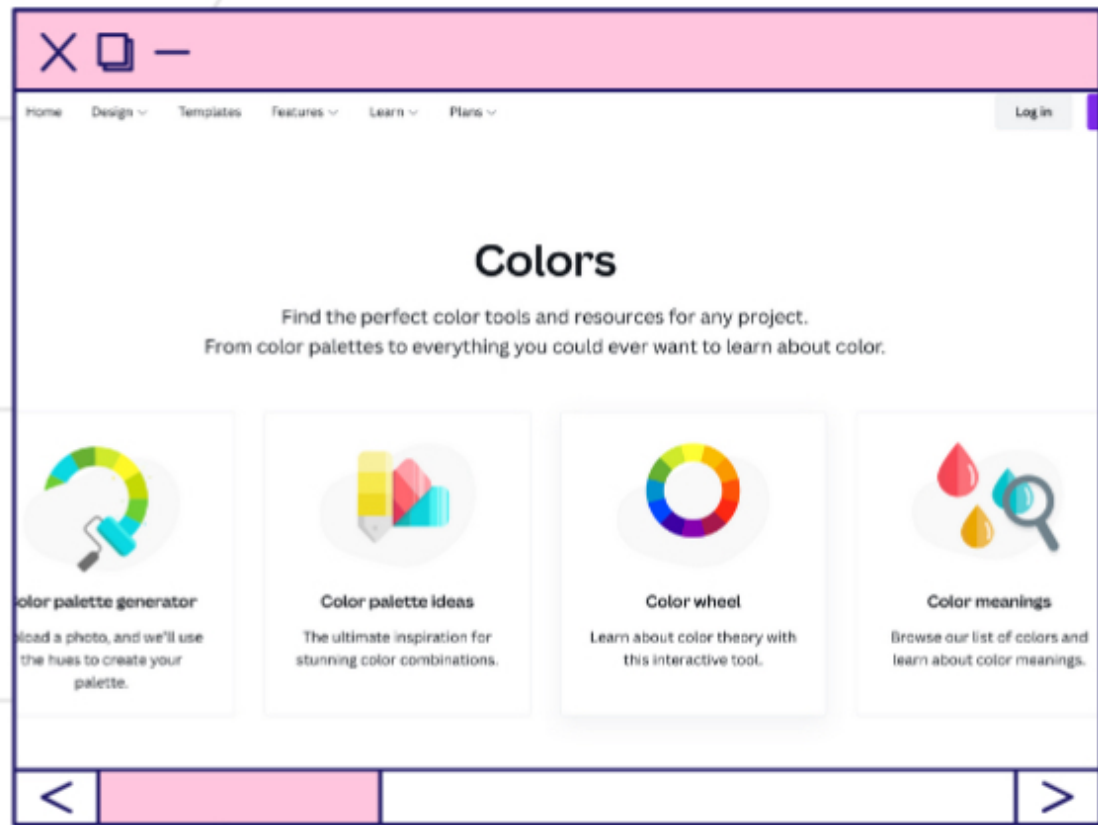 Home Design Templates Features Learn Plans Log in
Colors
Find the perfect color tools and resources for any project.
From color palettes to everything you could ever want to learn about color.
olor palette generator
load a photo, and we'll use
the hues to create your
palette.
Color palette ideas
The ultimate inspiration for
stunning color combinations.
Color wheel
Learn about color theory with
this interactive tool.
Color meanings
Browse our list of colors and
learn about color meanings.